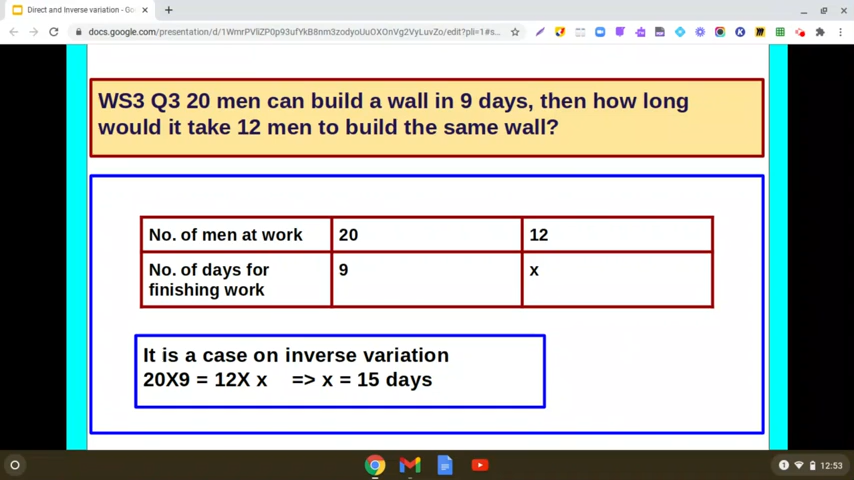 Direct and Inverse variation - Go
docs.google.com/presentation/d/1WmrPVliZP0p93ufYkB8nm3zodyoUuOXOnVg2VyLuvZo/edit?pli=1#s...
WS3 Q3 20 men can build a wall in 9 days, then how long
would it take 12 men to build the same wall?
No. of men at work 20 12
No. of days for 9 x
finishing work
It is a case on inverse variation
20X9 = 12X x => x = 15 days
1 12:53